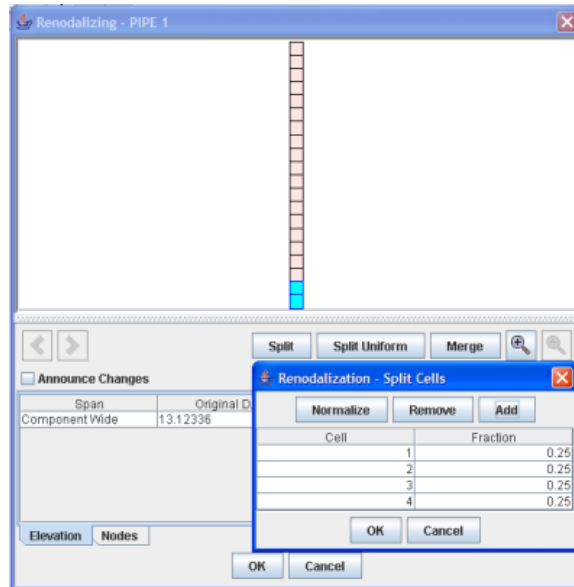 Renodalizing - PIPE 1
Split Split Uniform Merge
Announce Changes
Span Original D
Component Wide 13.12336
Renodalization - Split Cells
Normalize Remove Add
Cell Fraction
1 0.25
2 0.25
3 0.25
4 0.25
OK Cancel
Elevation Nodes
OK Cancel